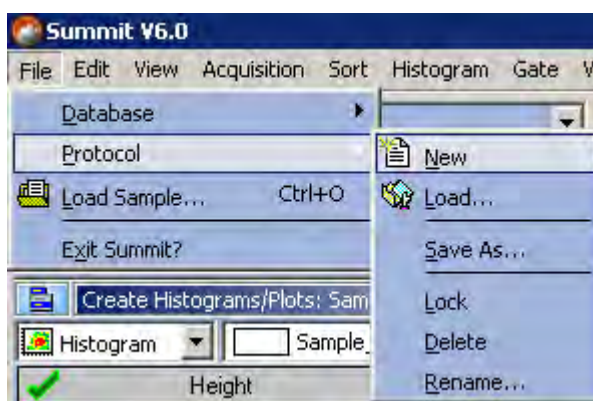 Summit V6.0
File Edit View Acquisition Sort Histogram Gate
Database
Protocol
New
Load Sample... Ctrl+O
Load...
Exit Summit?
Save As...
Create Histograms/Plots: Sam
Lock
Histogram Sample_
Delete
Height
Rename...